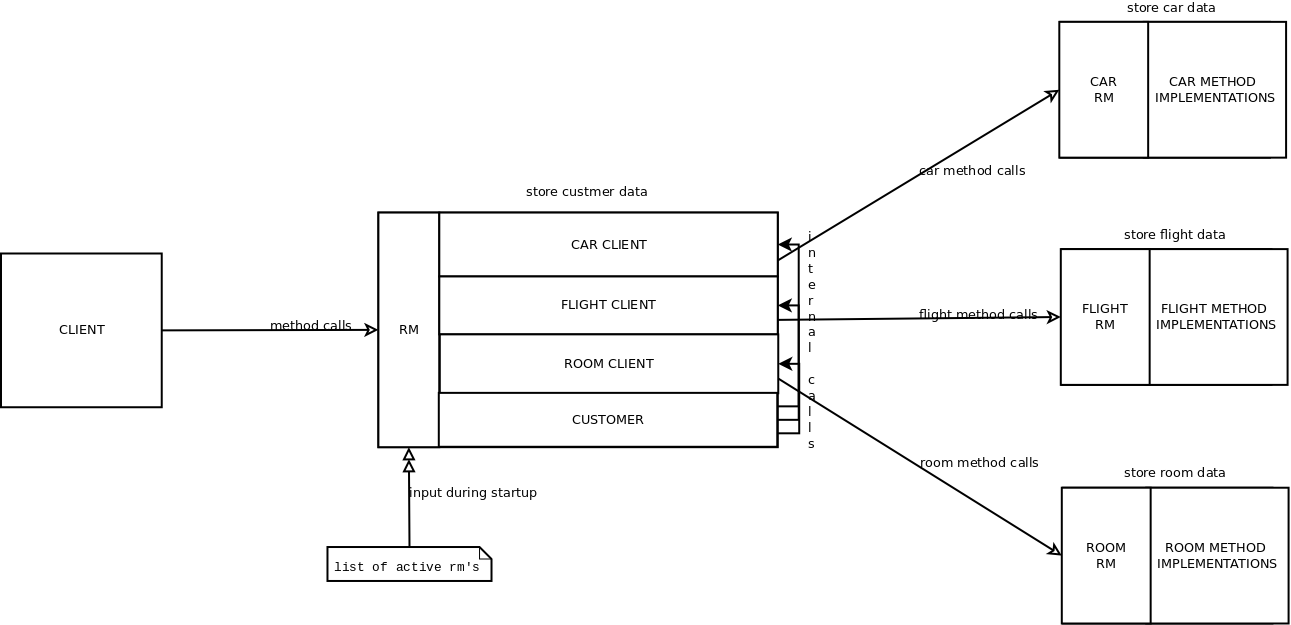 store car data
CAR
RM
CAR METHOD
IMPLEMENTATIONS
car method calls
store custmer data
CAR CLIENT
FLIGHT CLIENT
ROOM CLIENT
CUSTOMER
RM
CLIENT
method calls
internal calls
store flight data
flight method calls
FLIGHT
RM
FLIGHT METHOD
IMPLEMENTATIONS
room method calls
store room data
ROOM
RM
ROOM METHOD
IMPLEMENTATIONS
input during startup
list of active rm's